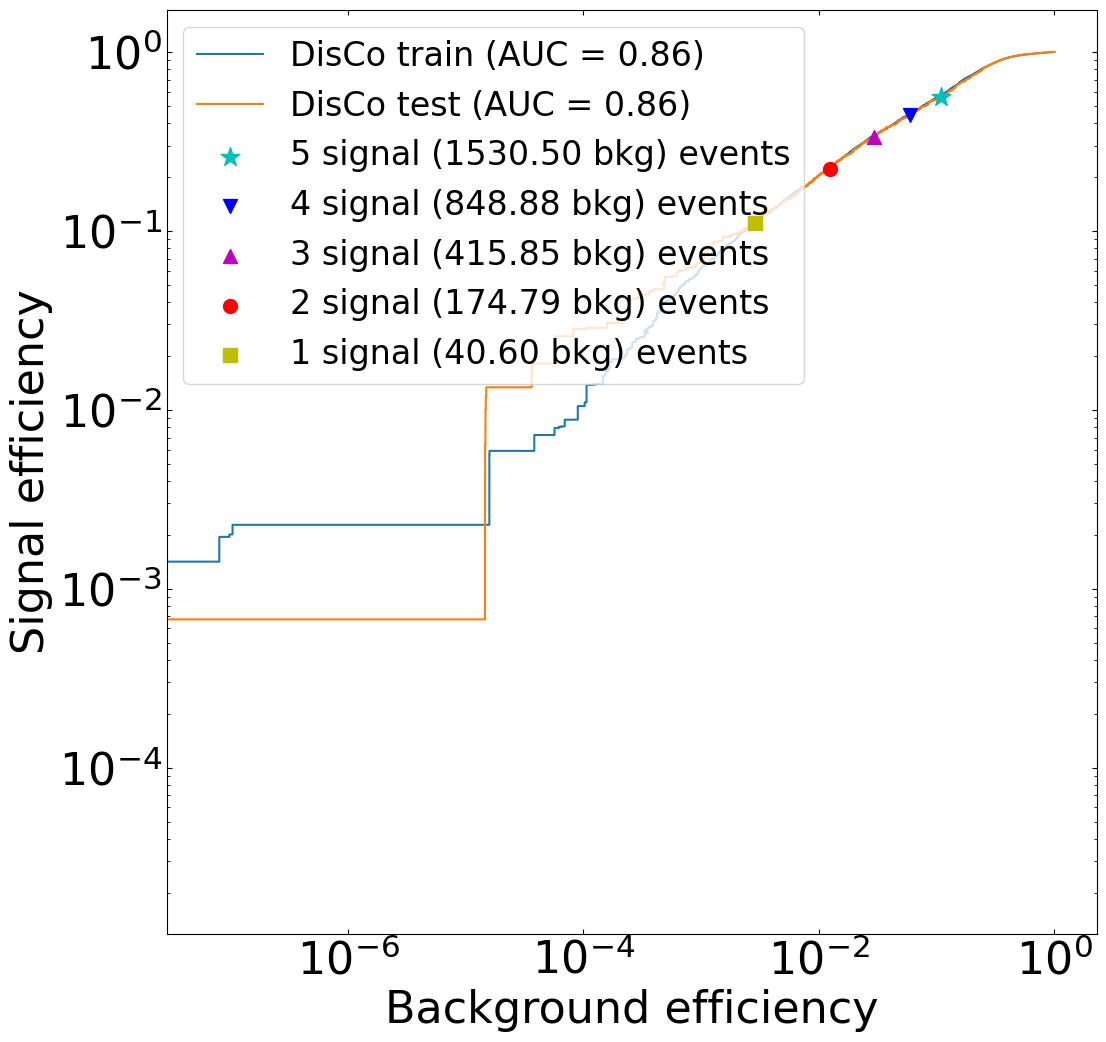 DisCo train (AUC = 0.86)
DisCo test (AUC = 0.86)
5 signal (1530.50 bkg) events
4 signal (848.88 bkg) events
3 signal (415.85 bkg) events
2 signal (174.79 bkg) events
1 signal (40.60 bkg) events
10⁰
10⁻¹
10⁻²
10⁻³
10⁻⁴
Signal efficiency
10⁻⁶ 10⁻⁴ 10⁻² 10⁰
Background efficiency